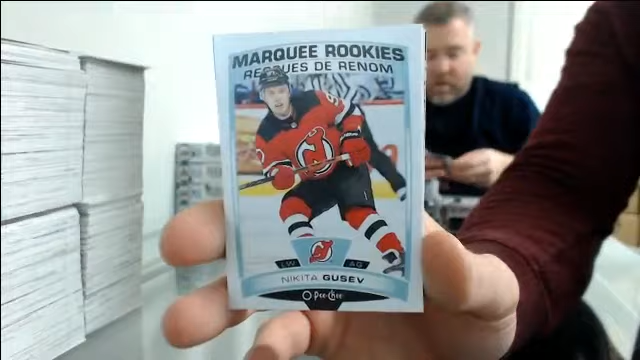 MARQUEE ROOKIES
RECRUES DE RENOM
LW AG
NIKITA GUSEV
O-Pee-Chee